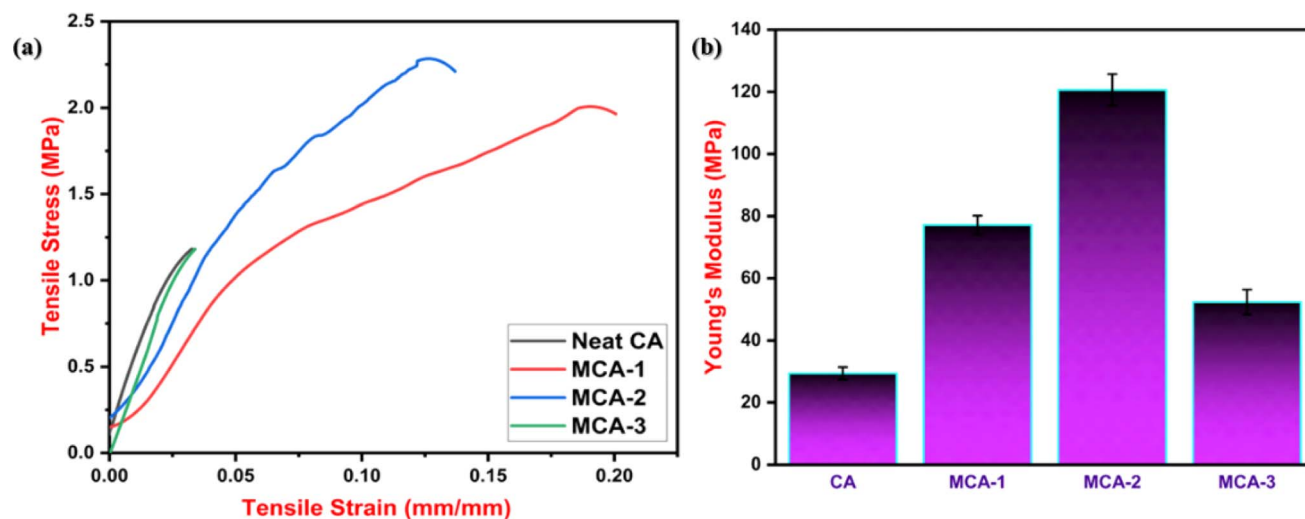 (a)
Tensile Stress (MPa)
2.5
2.0
1.5
1.0
0.5
0.0
0.00 0.05 0.10 0.15 0.20
Tensile Strain (mm/mm)
Neat CA
MCA-1
MCA-2
MCA-3
(b)
Young's Modulus (MPa)
140
120
100
80
60
40
20
0
CA MCA-1 MCA-2 MCA-3